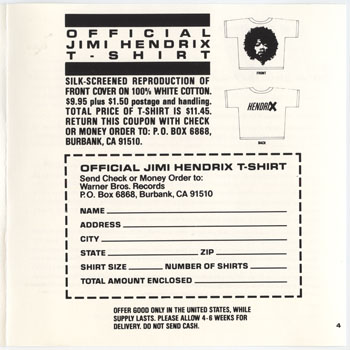 OFFICIAL
JIMI HENDRIX
T-SHIRT
SILK-SCREENED REPRODUCTION OF
FRONT COVER ON 100% WHITE COTTON.
$9.95 plus $1.50 postage and handling.
TOTAL PRICE OF T-SHIRT IS $11.45.
RETURN THIS COUPON WITH CHECK
OR MONEY ORDER TO: P.O. BOX 6868,
BURBANK, CA 91510.
FRONT
HENDRIX
BACK
OFFICIAL JIMI HENDRIX T-SHIRT
Send Check or Money Order to:
Warner Bros. Records
P.O. Box 6868, Burbank, CA 91510
NAME
ADDRESS
CITY
STATE ZIP
SHIRT SIZE NUMBER OF SHIRTS
TOTAL AMOUNT ENCLOSED
OFFER GOOD ONLY IN THE UNITED STATES, WHILE
SUPPLY LASTS. PLEASE ALLOW 4-6 WEEKS FOR
DELIVERY. DO NOT SEND CASH.
4